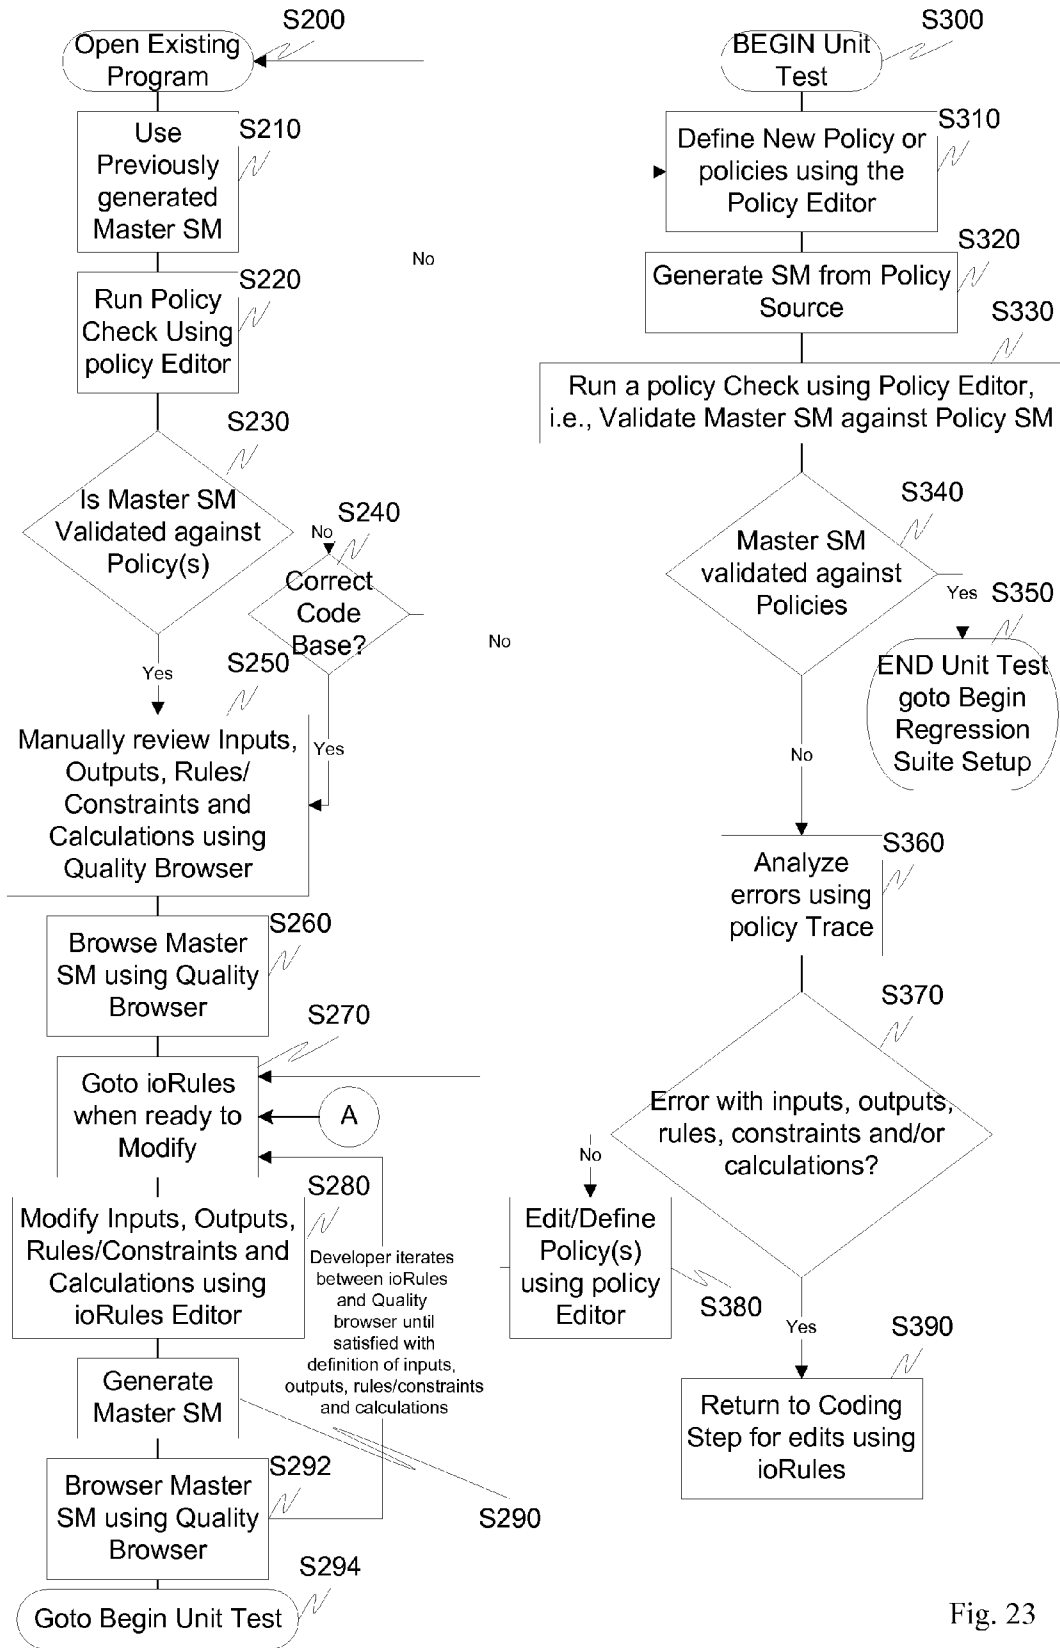 S200
Open Existing
Program
S210
Use
Previously
generated
Master SM
No
S220
Run Policy
Check Using
policy Editor
S230
Is Master SM
Validated against
Policy(s)
No
S240
Correct
Code
Base?
No
Yes
S250
Yes
Manually review Inputs,
Outputs, Rules/
Constraints and
Calculations using
Quality Browser
S260
Browse Master
SM using Quality
Browser
S270
Goto ioRules
when ready to
Modify
A
S280
Modify Inputs, Outputs,
Rules/Constraints and
Calculations using
ioRules Editor
Developer iterates
between ioRules
and Quality
browser until
satisfied with
definition of inputs,
outputs, rules/constraints
and calculations
Generate
Master SM
S290
S292
Browser Master
SM using Quality
Browser
S294
Goto Begin Unit Test
S300
BEGIN Unit
Test
S310
Define New Policy or
policies using the
Policy Editor
S320
Generate SM from Policy
Source
S330
Run a policy Check using Policy Editor,
i.e., Validate Master SM against Policy SM
S340
Master SM
validated against
Policies
Yes
S350
END Unit Test
goto Begin
Regression
Suite Setup
No
S360
Analyze
errors using
policy Trace
S370
Error with inputs, outputs,
rules, constraints and/or
calculations?
No
Edit/Define
Policy(s)
using policy
Editor
S380
Yes
S390
Return to Coding
Step for edits using
ioRules
Fig. 23